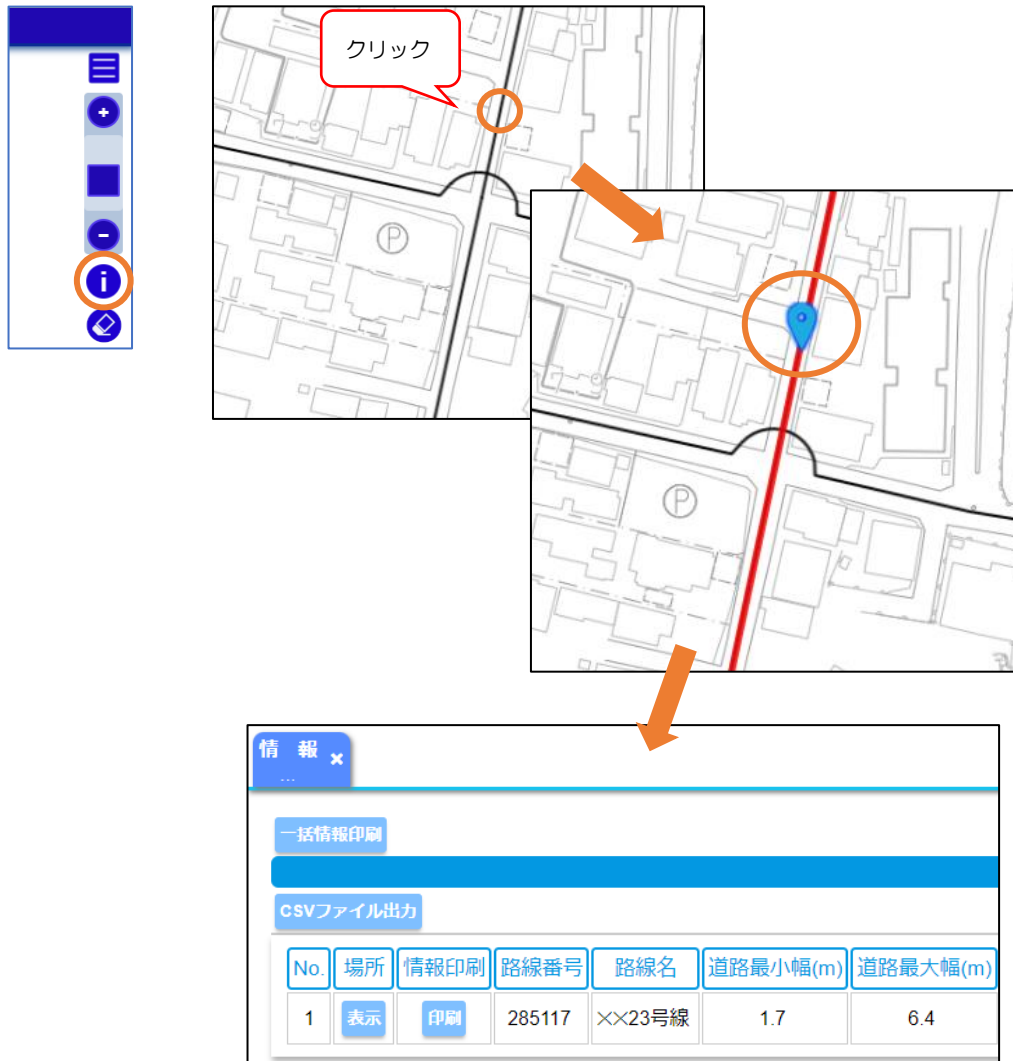 クリック
+
-
i
P
P
情 報 ×
...
一括情報印刷
CSVファイル出力
No. 場所 情報印刷 路線番号 路線名 道路最小幅(m) 道路最大幅(m)
1 表示 印刷 285117 ××23号線 1.7 6.4